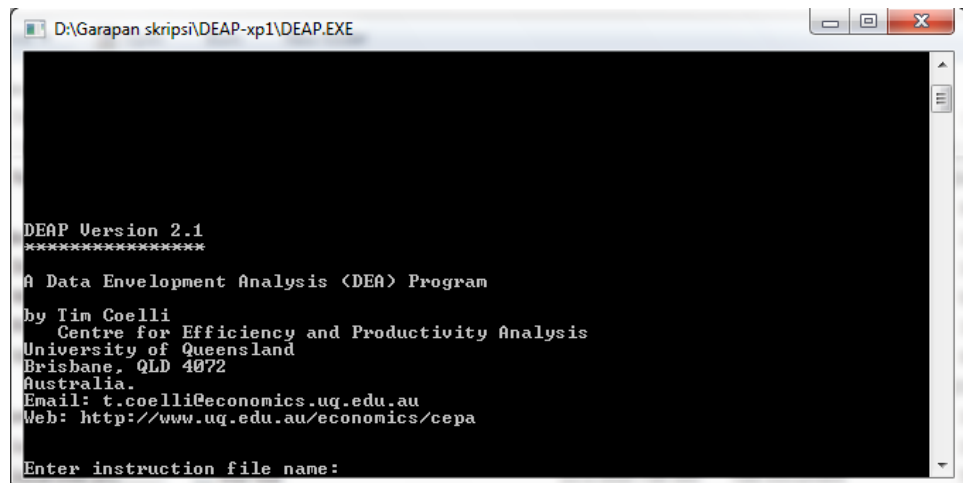 D:\Garapan skripsi\DEAP-xp1\DEAP.EXE
DEAP Version 2.1
****************
A Data Envelopment Analysis (DEA) Program
by Tim Coelli
Centre for Efficiency and Productivity Analysis
University of Queensland
Brisbane, QLD 4072
Australia.
Email: t.coelli@economics.uq.edu.au
Web: http://www.uq.edu.au/economics/cepa
Enter instruction file name: